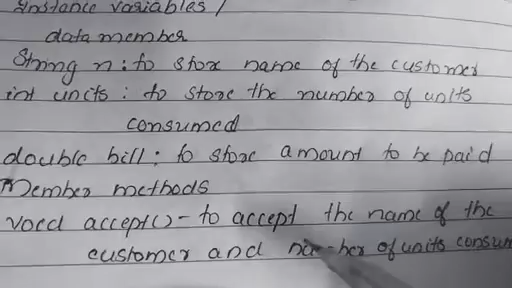 Instance variables /
data member
String n : to store name of the customer
int units : to store the number of units
consumed
double bill : to store amount to be paid
Member methods
Void accept() - to accept the name of the
customer and of units consum